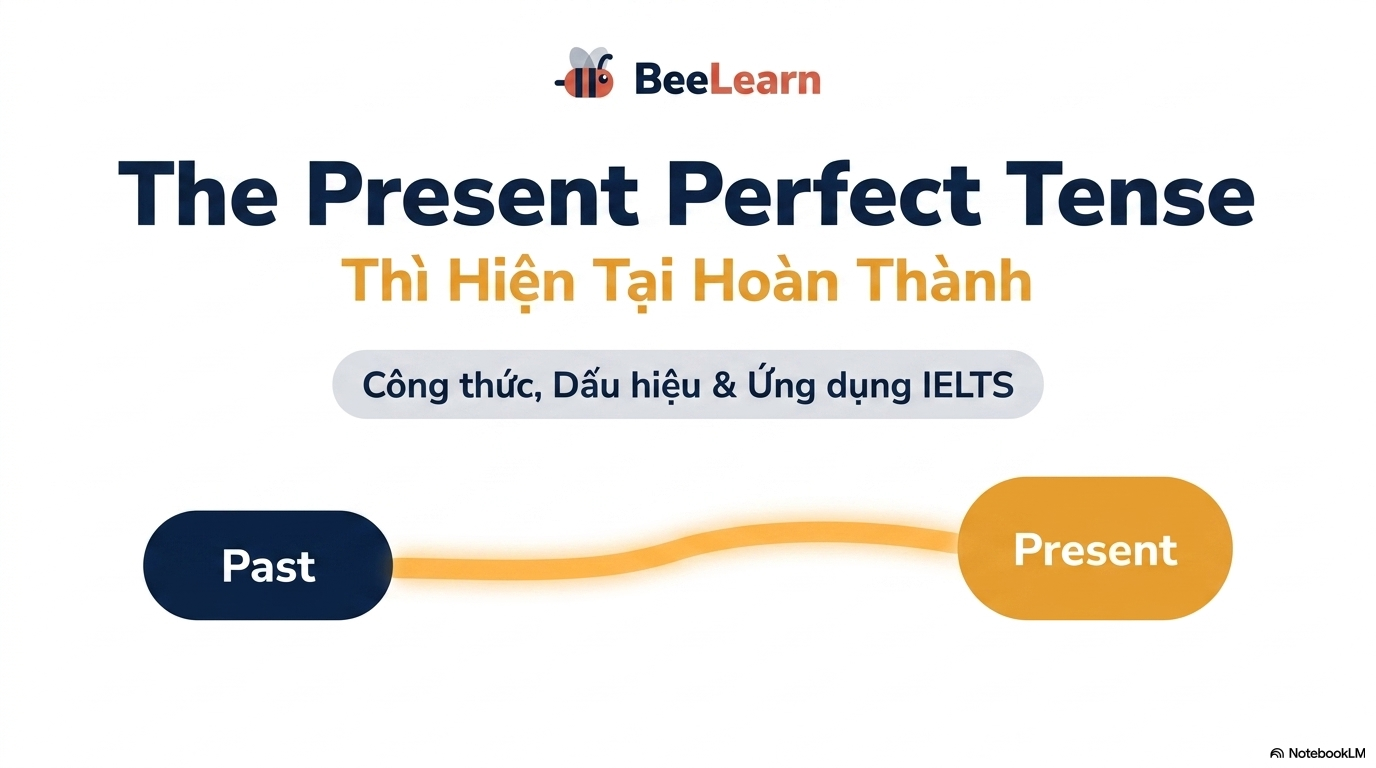 BeeLearn
The Present Perfect Tense
Thì Hiện Tại Hoàn Thành
Công thức, Dấu hiệu & Ứng dụng IELTS
Past
Present
NotebookLM